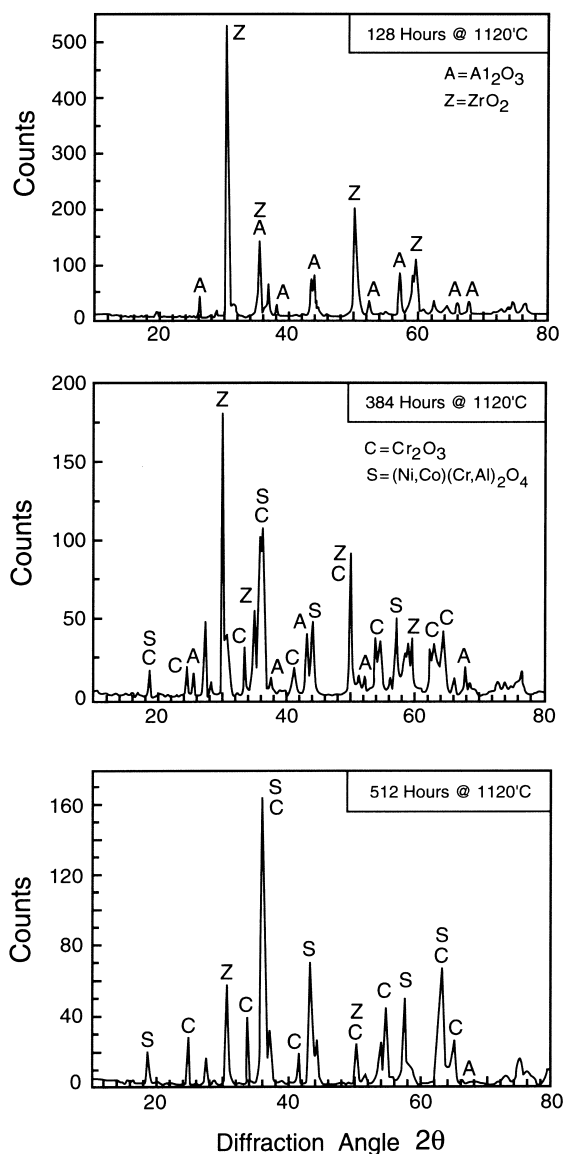 128 Hours @ 1120'C
A=A1₂O₃
Z=ZrO₂
Counts
500
400
300
200
100
0
Z
Z
A
Z
A
A
A
A
A
Z
A
A
20
40
60
80
384 Hours @ 1120'C
C=Cr₂O₃
S=(Ni,Co)(Cr,Al)₂O₄
Counts
200
150
100
50
0
Z
S
C
Z
C
S
C
C
A
C
Z
A
C
A
S
A
C
S
Z
C
C
A
20
40
60
80
512 Hours @ 1120'C
Counts
160
120
80
40
0
S
C
S
C
Z
C
C
S
Z
C
C
S
S
C
C
A
20
40
60
80
Diffraction Angle 2θ